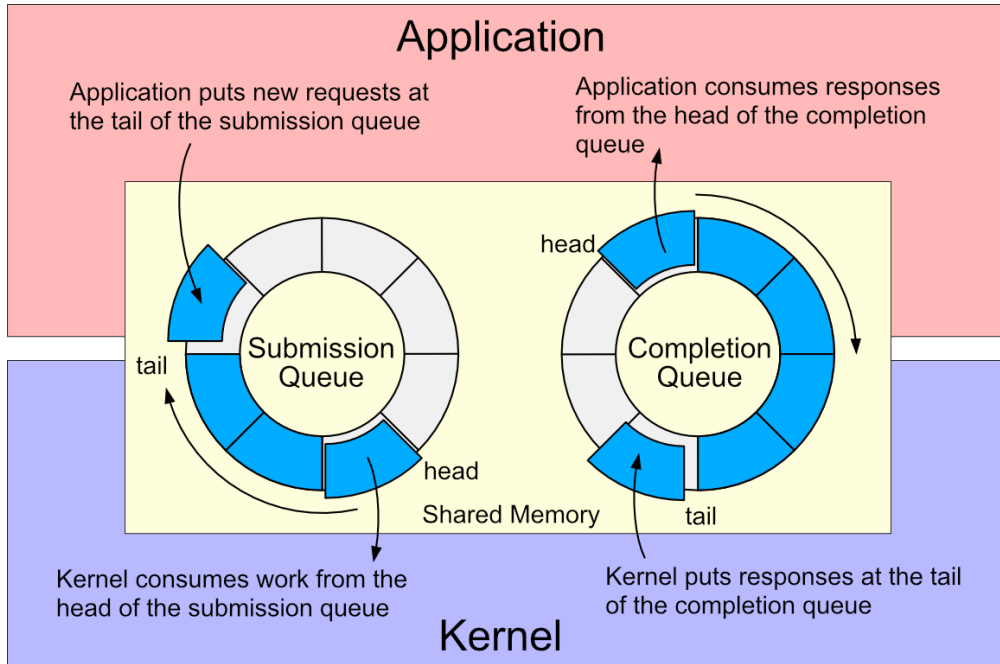 Application
Application puts new requests at
the tail of the submission queue
Application consumes responses
from the head of the completion
queue
head
tail
Submission
Queue
head
Completion
Queue
tail
Shared Memory
Kernel consumes work from the
head of the submission queue
Kernel puts responses at the tail
of the completion queue
Kernel